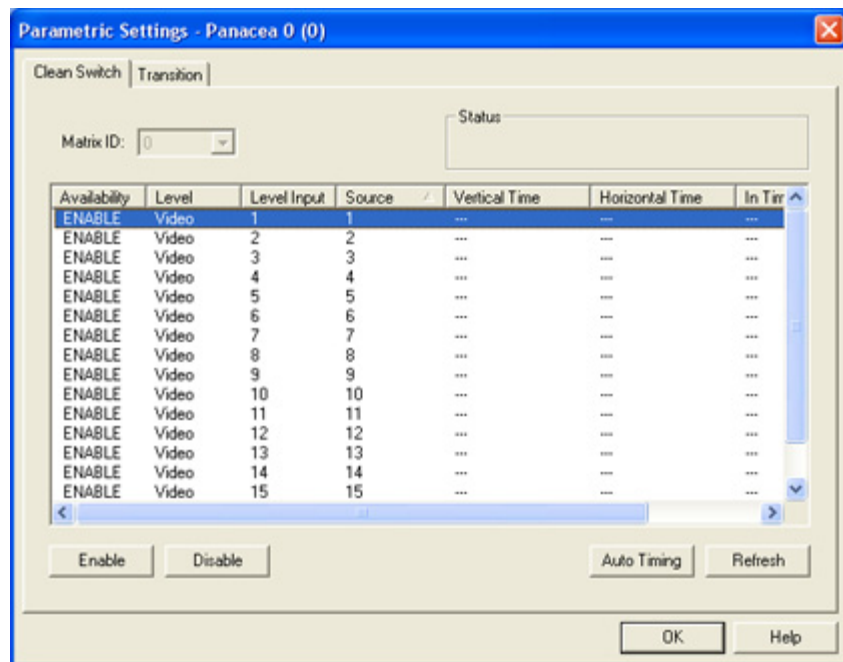 Parametric Settings - Panacea 0 (0)
Clean Switch Transition
Status
Matrix ID: 0
Availability Level Level Input Source Vertical Time Horizontal Time In Tim
ENABLE Video 1 1 --- --- ---
ENABLE Video 2 2 --- --- ---
ENABLE Video 3 3 --- --- ---
ENABLE Video 4 4 --- --- ---
ENABLE Video 5 5 --- --- ---
ENABLE Video 6 6 --- --- ---
ENABLE Video 7 7 --- --- ---
ENABLE Video 8 8 --- --- ---
ENABLE Video 9 9 --- --- ---
ENABLE Video 10 10 --- --- ---
ENABLE Video 11 11 --- --- ---
ENABLE Video 12 12 --- --- ---
ENABLE Video 13 13 --- --- ---
ENABLE Video 14 14 --- --- ---
ENABLE Video 15 15 --- --- ---
Enable Disable Auto Timing Refresh
OK Help